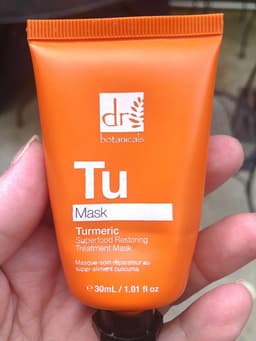 dr
botanicals
Tu
Mask
Turmeric
Superfood Restoring
Treatment Mask
Masque-soin réparateur au
suppr-aliment curcuma
℮ 30mL / 1.01 fl oz